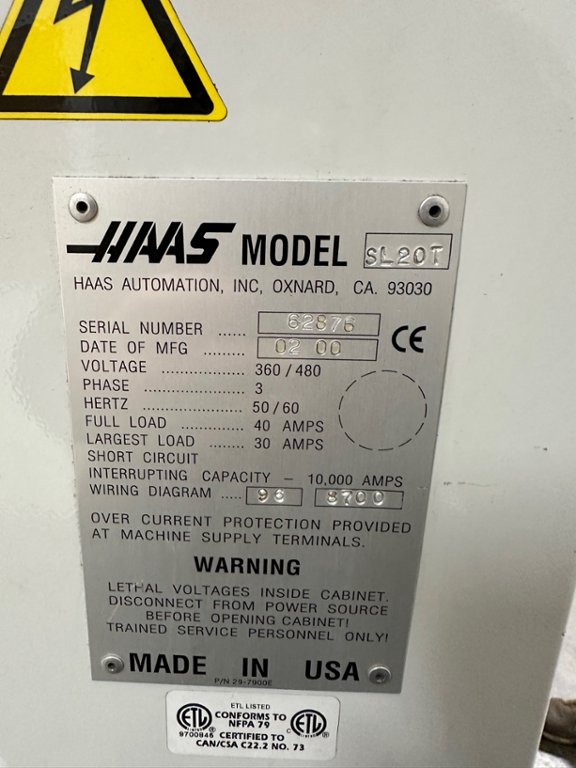 HAAS MODEL SL20T
HAAS AUTOMATION, INC, OXNARD, CA. 93030
SERIAL NUMBER ...... 62876
DATE OF MFG ......... 02 00 CE
VOLTAGE .................. 360 / 480
PHASE ...................... 3
HERTZ ...................... 50 / 60
FULL LOAD .............. 40 AMPS
LARGEST LOAD ....... 30 AMPS
SHORT CIRCUIT
INTERRUPTING CAPACITY – 10,000 AMPS
WIRING DIAGRAM ..... 96 8700
OVER CURRENT PROTECTION PROVIDED
AT MACHINE SUPPLY TERMINALS.
WARNING
LETHAL VOLTAGES INSIDE CABINET.
DISCONNECT FROM POWER SOURCE
BEFORE OPENING CABINET!
TRAINED SERVICE PERSONNEL ONLY!
MADE IN USA
P/N 29-7900E
ETL LISTED
CONFORMS TO
NFPA 79
ETL C ETL
9700845 CERTIFIED TO
CAN/CSA C22.2 NO. 73